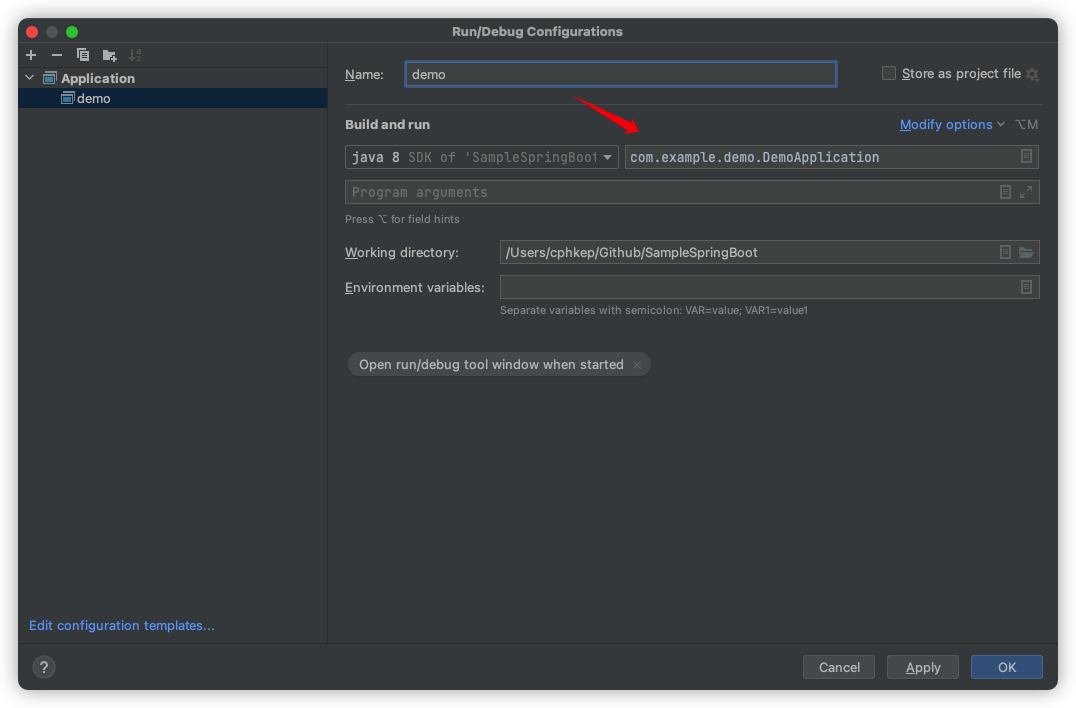 Run/Debug Configurations
Application
demo
Edit configuration templates...
Name: demo
Store as project file
Build and run
Modify options ⌥M
java 8 SDK of 'SampleSpringBoot
com.example.demo.DemoApplication
Program arguments
Press ⌥ for field hints
Working directory: /Users/cphkep/Github/SampleSpringBoot
Environment variables:
Separate variables with semicolon: VAR=value; VAR1=value1
Open run/debug tool window when started
? Cancel Apply OK